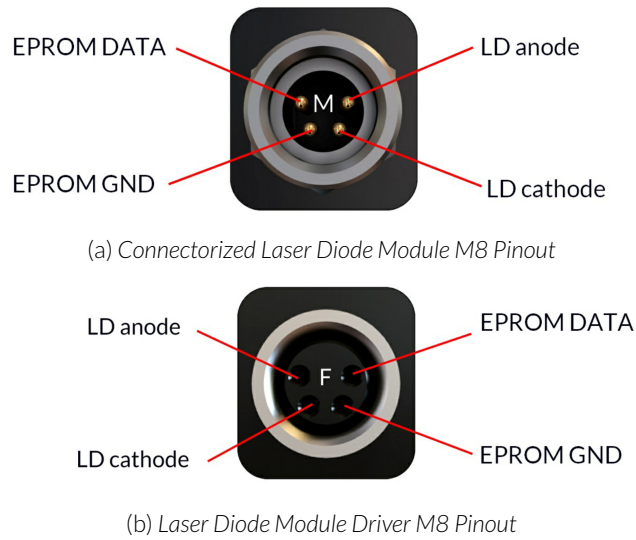 EPROM DATA
LD anode
M
EPROM GND
LD cathode
(a) Connectorized Laser Diode Module M8 Pinout
LD anode
EPROM DATA
F
LD cathode
EPROM GND
(b) Laser Diode Module Driver M8 Pinout